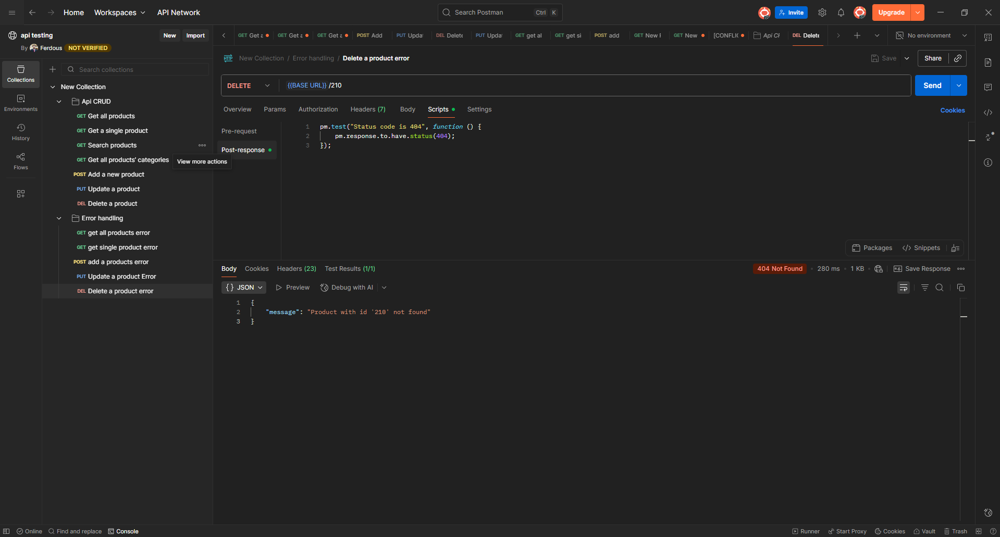 Home
Workspaces
API Network
Search Postman
Ctrl
K
Invite
Upgrade
api testing
New
Import
By Ferdous NOT VERIFIED
Search collections
Collections
Environments
History
Flows
New Collection
Api CRUD
GET Get all products
GET Get a single product
GET Search products
GET Get all products' categories
View more actions
POST Add a new product
PUT Update a product
DEL Delete a product
Error handling
GET get all products error
GET get single product error
POST add a products error
PUT Update a product Error
DEL Delete a product error
GET Get a
GET Get a
GET Get a
POST Add
PUT Upda
DEL Delete
PUT Upda
GET get al
GET get si
POST add
GET New
GET New
[CONFLIC
Api CR
DEL Delete
No environment
HTTP New Collection / Error handling / Delete a product error
Save
Share
DELETE
{{BASE URL}} /210
Send
Overview
Params
Authorization
Headers (7)
Body
Scripts
Settings
Cookies
Pre-request
Post-response
1 pm.test("Status code is 404", function () {
2 pm.response.to.have.status(404);
3 });
Packages
Snippets
Body
Cookies
Headers (23)
Test Results (1/1)
404 Not Found
280 ms
1 KB
e.g. Save Response
{} JSON
Preview
Debug with AI
1 {
2 "message": "Product with id '210' not found"
3 }
Online
Find and replace
Console
Runner
Start Proxy
Cookies
Vault
Trash